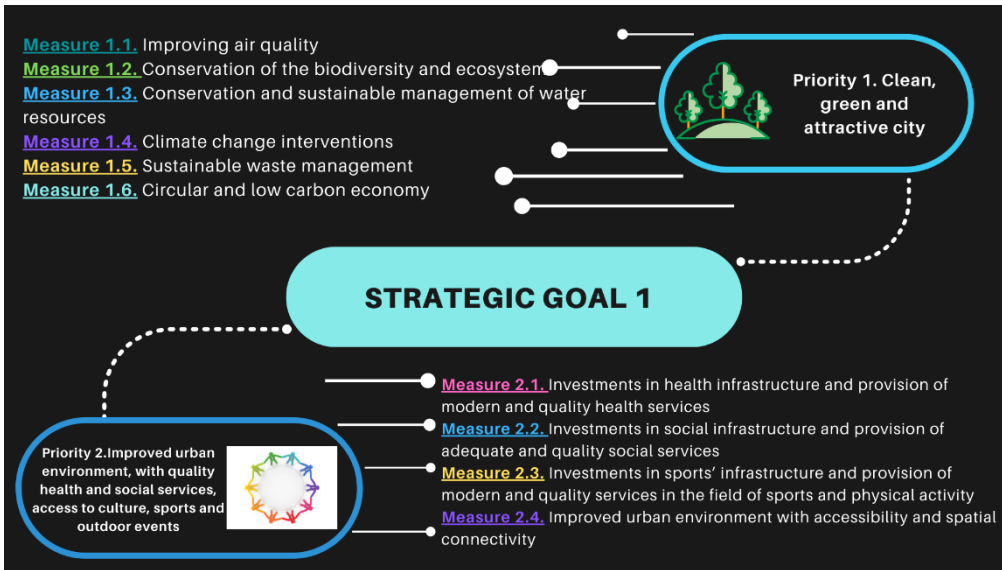 Measure 1.1. Improving air quality
Measure 1.2. Conservation of the biodiversity and ecosystem
Measure 1.3. Conservation and sustainable management of water
resources
Measure 1.4. Climate change interventions
Measure 1.5. Sustainable waste management
Measure 1.6. Circular and low carbon economy
Priority 1. Clean,
green and
attractive city
STRATEGIC GOAL 1
Priority 2.Improved urban
environment, with quality
health and social services,
access to culture, sports and
outdoor events
Measure 2.1. Investments in health infrastructure and provision of
modern and quality health services
Measure 2.2. Investments in social infrastructure and provision of
adequate and quality social services
Measure 2.3. Investments in sports’ infrastructure and provision of
modern and quality services in the field of sports and physical activity
Measure 2.4. Improved urban environment with accessibility and spatial
connectivity